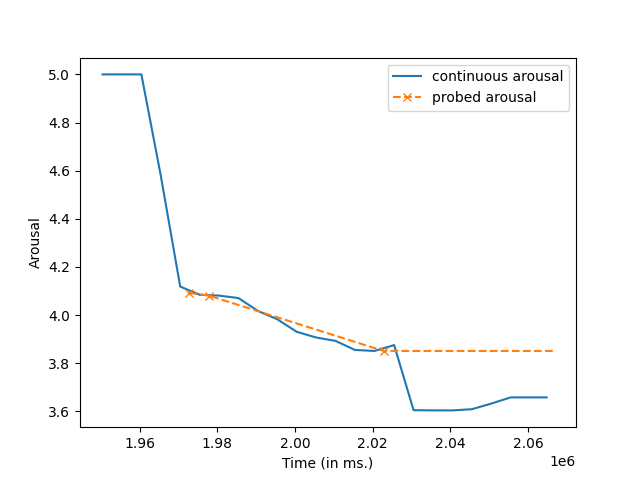 continuous arousal
probed arousal
5.0
4.8
4.6
4.4
4.2
4.0
3.8
3.6
Arousal
1.96 1.98 2.00 2.02 2.04 2.06
Time (in ms.)
1e6